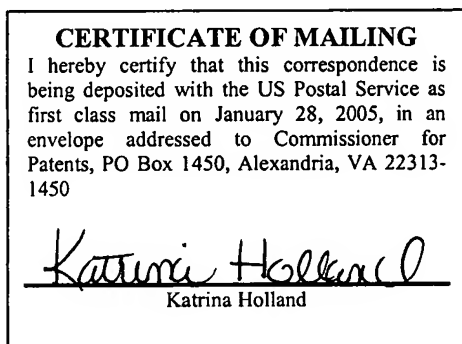 CERTIFICATE OF MAILING
I hereby certify that this correspondence is
being deposited with the US Postal Service as
first class mail on January 28, 2005, in an
envelope addressed to Commissioner for
Patents, PO Box 1450, Alexandria, VA 22313-
1450
Katrina Holland
Katrina Holland